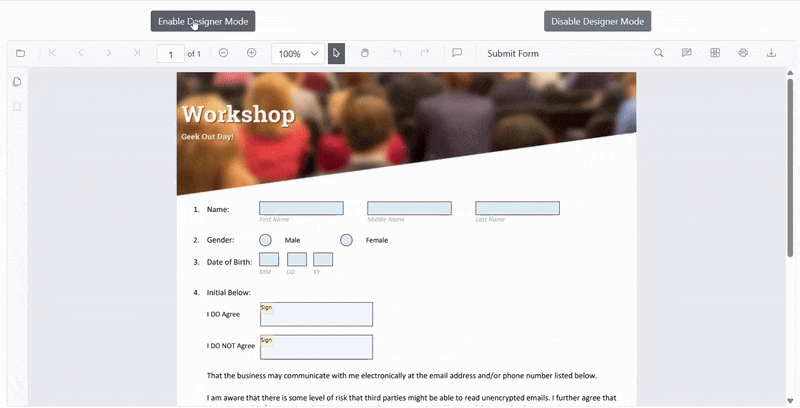 Enable Designer Mode
Disable Designer Mode
1 of 1
100%
Submit Form
Workshop
Geek Out Day!
1. Name:
First Name Middle Name Last Name
2. Gender: Male Female
3. Date of Birth:
MM DD YY
4. Initial Below:
Sign
I DO Agree
Sign
I DO NOT Agree
That the business may communicate with me electronically at the email address and/or phone number listed below.
I am aware that there is some level of risk that third parties might be able to read unencrypted emails. I further agree that